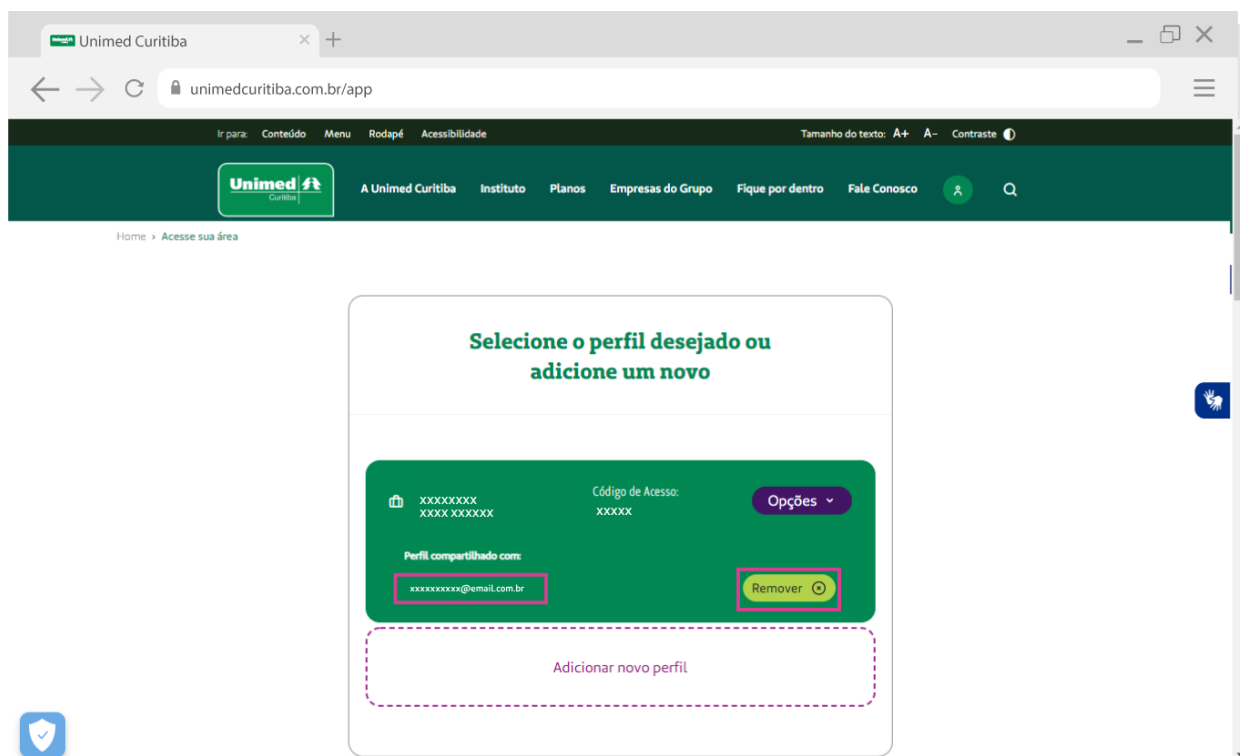 Unimed Curitiba
unimedcuritiba.com.br/app
Ir para: Conteúdo Menu Rodapé Acessibilidade Tamanho do texto: A+ A- Contraste
Unimed
Curitiba
A Unimed Curitiba Instituto Planos Empresas do Grupo Fique por dentro Fale Conosco
Home > Acesse sua área
Selecione o perfil desejado ou
adicione um novo
xxxxxxxx
xxxx xxxxxx
Código de Acesso:
xxxxx
Opções
Perfil compartilhado com:
xxxxxxxxxx@email.com.br
Remover
Adicionar novo perfil